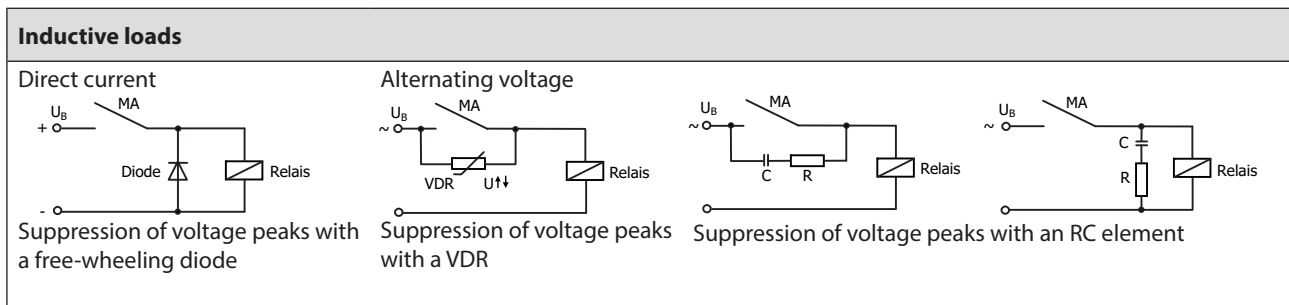 Inductive loads
Direct current
MA
U_B
+
Diode
Relais
-
Suppression of voltage peaks with
a free-wheeling diode
Alternating voltage
MA
U_B
~
VDR
U↑↓
Relais
Suppression of voltage peaks
with a VDR
MA
U_B
~
C
R
Relais
MA
U_B
~
C
R
Relais
Suppression of voltage peaks with an RC element